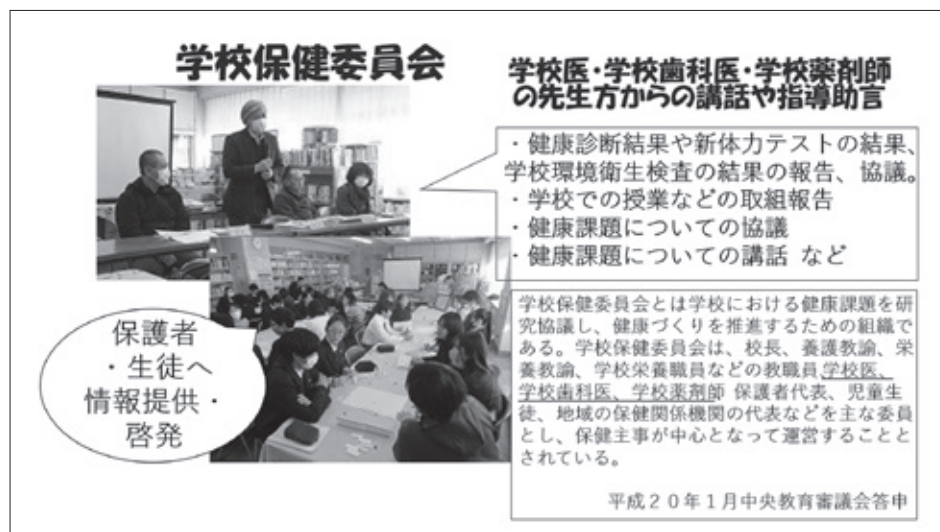 学校保健委員会
学校医・学校歯科医・学校薬剤師
の先生方からの講話や指導助言
・健康診断結果や新体力テストの結果、
学校環境衛生検査の結果の報告、協議。
・学校での授業などの取組報告
・健康課題についての協議
・健康課題についての講話 など
保護者
・生徒へ
情報提供・
啓発
学校保健委員会とは学校における健康課題を研
究協議し、健康づくりを推進するための組織で
ある。学校保健委員会は、校長、養護教諭、栄
養教諭、学校栄養職員などの教職員学校医、
学校歯科医、学校薬剤師 保護者代表、児童生
徒、地域の保健関係機関の代表などを主な委員
とし、保健主事が中心となって運営することと
されている。
平成20年1月中央教育審議会答申